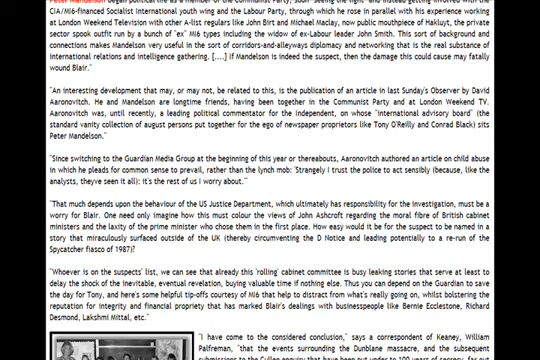 Peter Mandelson began political life as a member of the Communist Party, soon "seeing the light" and instead getting involved with the
CIA/MI6-financed Socialist international youth wing and the Labour Party, through which he rose in parallel with his experience working
at London Weekend Television with other A-list regulars like John Birt and Michael Maclay, now public mouthpiece of Hakluyt, the private
sector spook outfit run by a bunch of "ex" MI6 types including the widow of ex-Labour leader John Smith. This sort of background and
connections makes Mandelson very useful in the sort of corridors-and-alleyways diplomacy and networking that is the real substance of
international relations and intelligence gathering. [....] If Mandelson is indeed the suspect, then the damage this could cause may fatally
wound Blair."
"An interesting development that may, or may not, be related to this, is the publication of an article in last Sunday's Observer by David
Aaronovitch. He and Mandelson are longtime friends, having been together in the Communist Party and at London Weekend TV.
Aaronovitch was, until recently, a leading political commentator for the independent, on whose "international advisory board" (the
standard vanity collection of august persons put together for the ego of newspaper proprietors like Tony O'Reilly and Conrad Black) sits
Peter Mandelson."
"Since switching to the Guardian Media Group at the beginning of this year or thereabouts, Aaronovitch authored an article on child abuse
in which he pleads for common sense to prevail, rather than the lynch mob: 'Strangely I trust the police to act sensibly (because, like the
analysts, theyve seen it all): it's the rest of us I worry about.'"
"That much depends upon the behaviour of the US Justice Department, which ultimately has responsibility for the investigation, must be a
worry for Blair. One need only imagine how this must colour the views of John Ashcroft regarding the moral fibre of British cabinet
ministers and the laxity of the prime minister who chose them in the first place. How easy would it be for the suspect to be named in a
story that miraculously surfaced outside of the UK (thereby circumventing the D Notice and leading potentially to a re-run of the
Spycatcher fiasco of 1987)?
"Whoever is on the suspects' list, we can see that already this 'rolling' cabinet committee is busy leaking stories that serve at least to
delay the shock of the inevitable, eventual revelation, buying valuable time if nothing else. Thus you can depend on the Guardian to save
the day for Tony, and here's some helpful tip-offs courtesy of MI6 that help to distract from what's really going on, whilst bolstering the
reputation for integrity and financial propriety that has marked Blair's dealings with businesspeople like Bernie Ecclestone, Richard
Desmond, Lakshmi Mittal, etc."
"I have come to the considered conclusion," says a correspondent of Keaney, William
Palfreman, "that the events surrounding the Dunblane massacre, and the subsequent
submissions to the Cullen enquiry that have been put under to 100 years of secrecy, far go